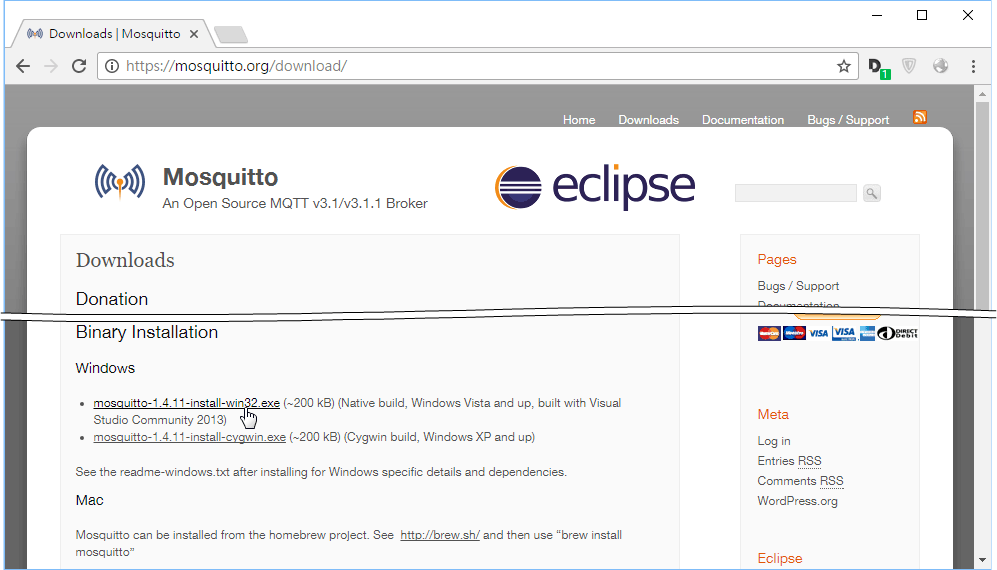 Downloads | Mosquitto
https://mosquitto.org/download/
1
Home Downloads Documentation Bugs / Support
Mosquitto
An Open Source MQTT v3.1/v3.1.1 Broker
eclipse
Downloads
Donation
Binary Installation
Windows
mosquitto-1.4.11-install-win32.exe (~200 kB) (Native build, Windows Vista and up, built with Visual
Studio Community 2013)
mosquitto-1.4.11-install-cygwin.exe (~200 kB) (Cygwin build, Windows XP and up)
See the readme-windows.txt after installing for Windows specific details and dependencies.
Mac
Mosquitto can be installed from the homebrew project. See http://brew.sh/ and then use “brew install
mosquitto”
Pages
Bugs / Support
Documentation
VISA VISA DIRECT
Debit
Meta
Log in
Entries RSS
Comments RSS
WordPress.org
Eclipse